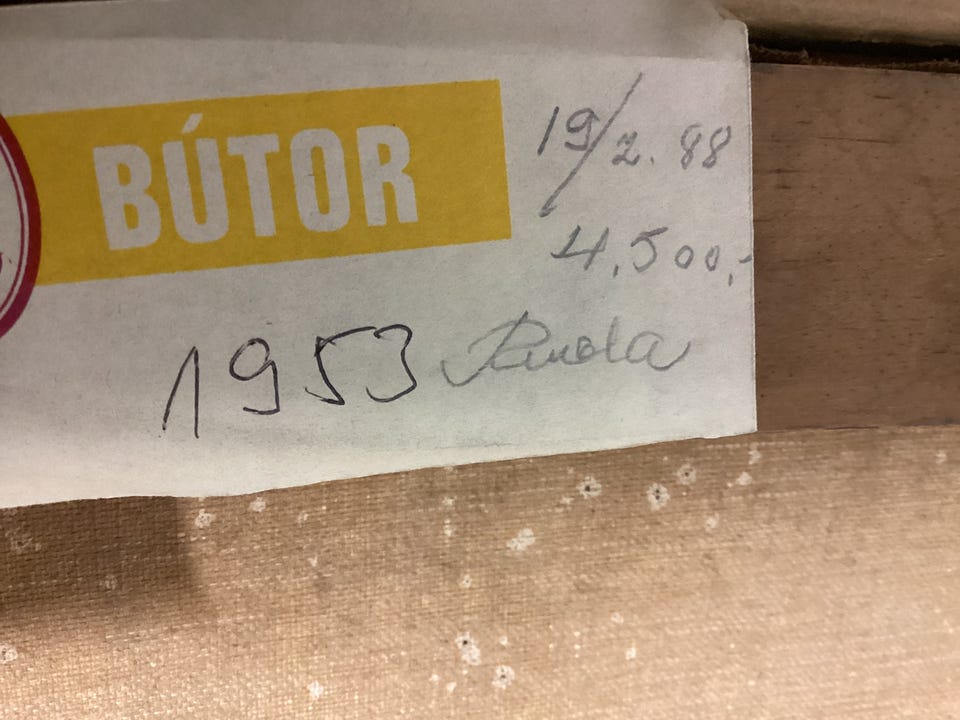 BÚTOR
19/2. 88
4.500,-
1953